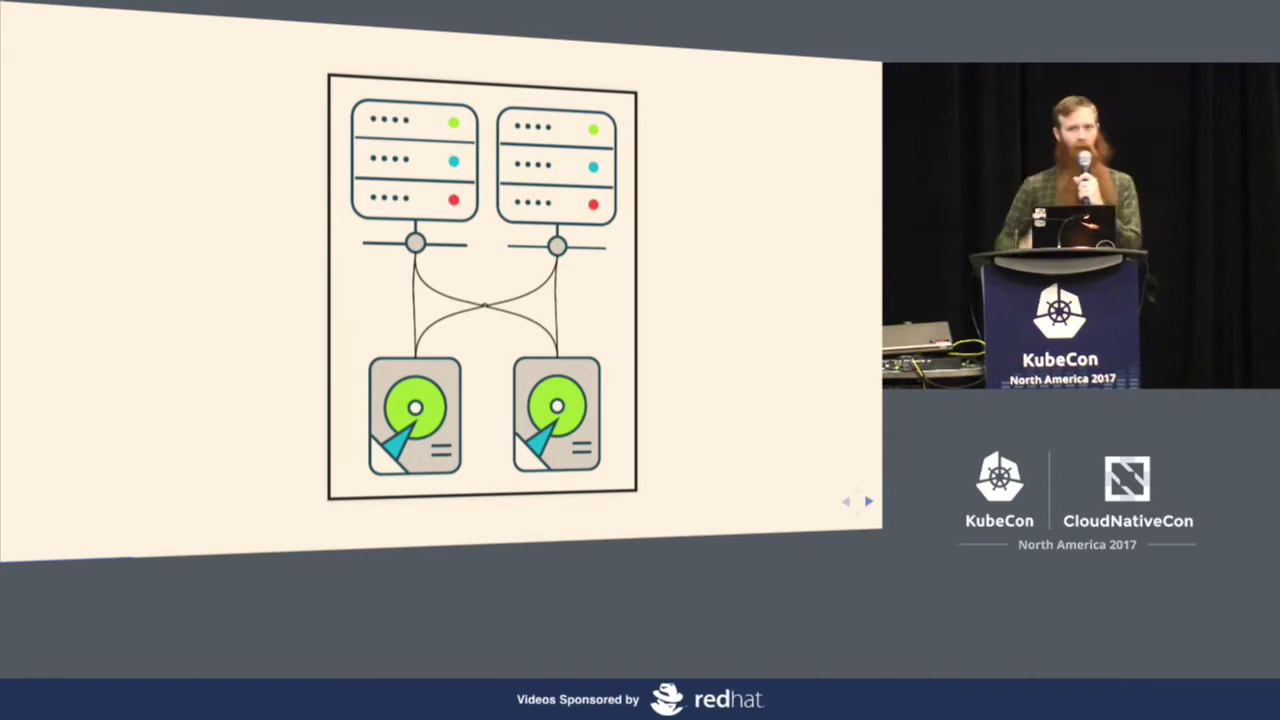 KubeCon
North America 2017
KubeCon
CloudNativeCon
North America 2017
Videos Sponsored by
redhat.